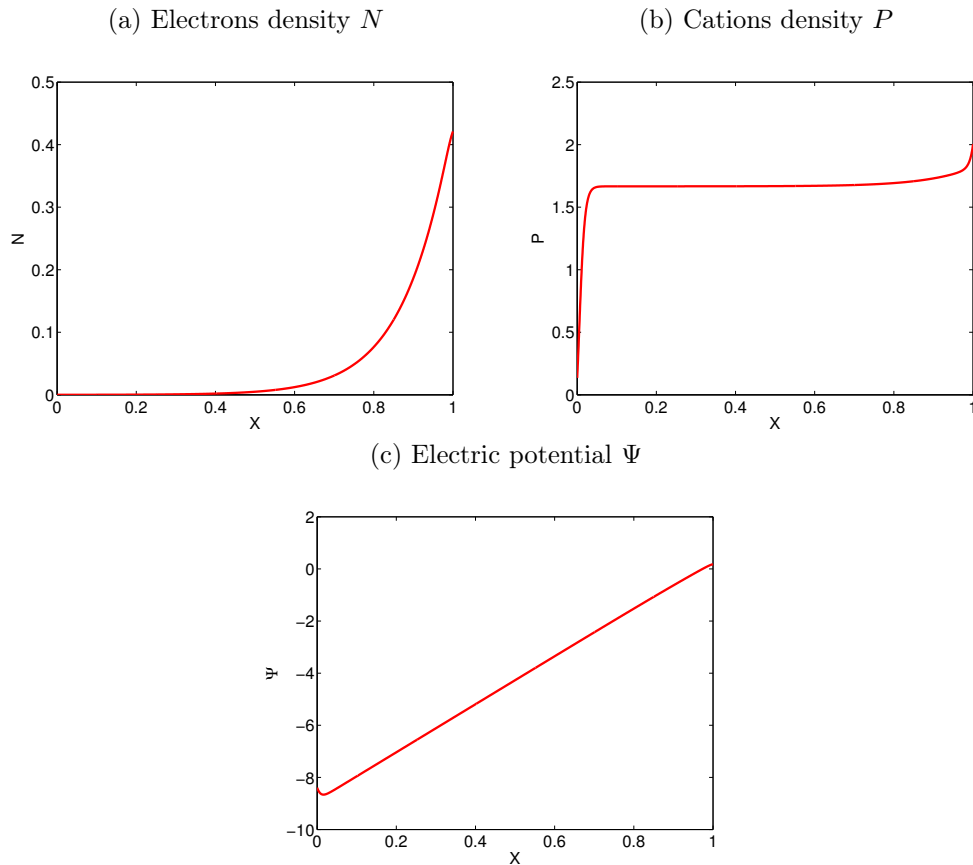 (a) Electrons density N
(b) Cations density P
0.5
0.4
0.3
0.2
0.1
0
N
0 0.2 0.4 0.6 0.8 1
X
2.5
2
1.5
1
0.5
0
P
0 0.2 0.4 0.6 0.8 1
X
(c) Electric potential Ψ
2
0
−2
−4
−6
−8
−10
Ψ
0 0.2 0.4 0.6 0.8 1
X